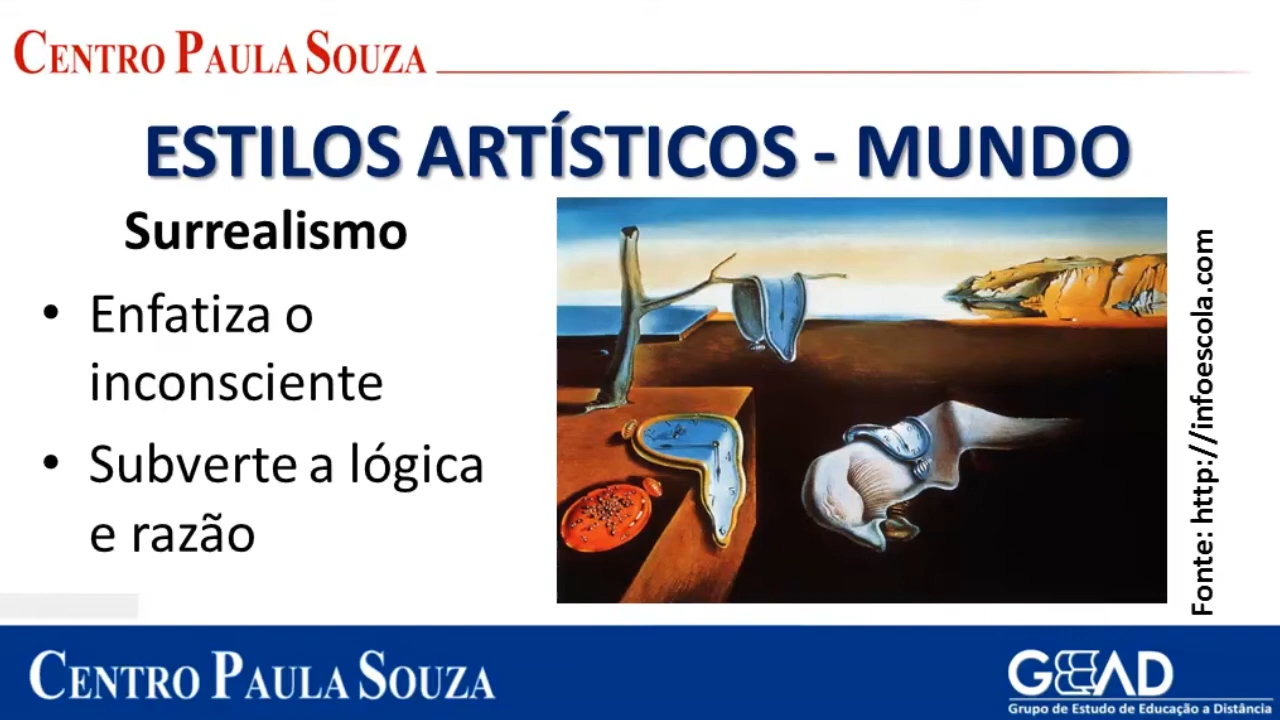 CENTRO PAULA SOUZA
ESTILOS ARTÍSTICOS - MUNDO
Surrealismo
• Enfatiza o
inconsciente
• Subverte a lógica
e razão
Fonte: http://infoescola.com
CENTRO PAULA SOUZA
GEEAD
Grupo de Estudo de Educação a Distância